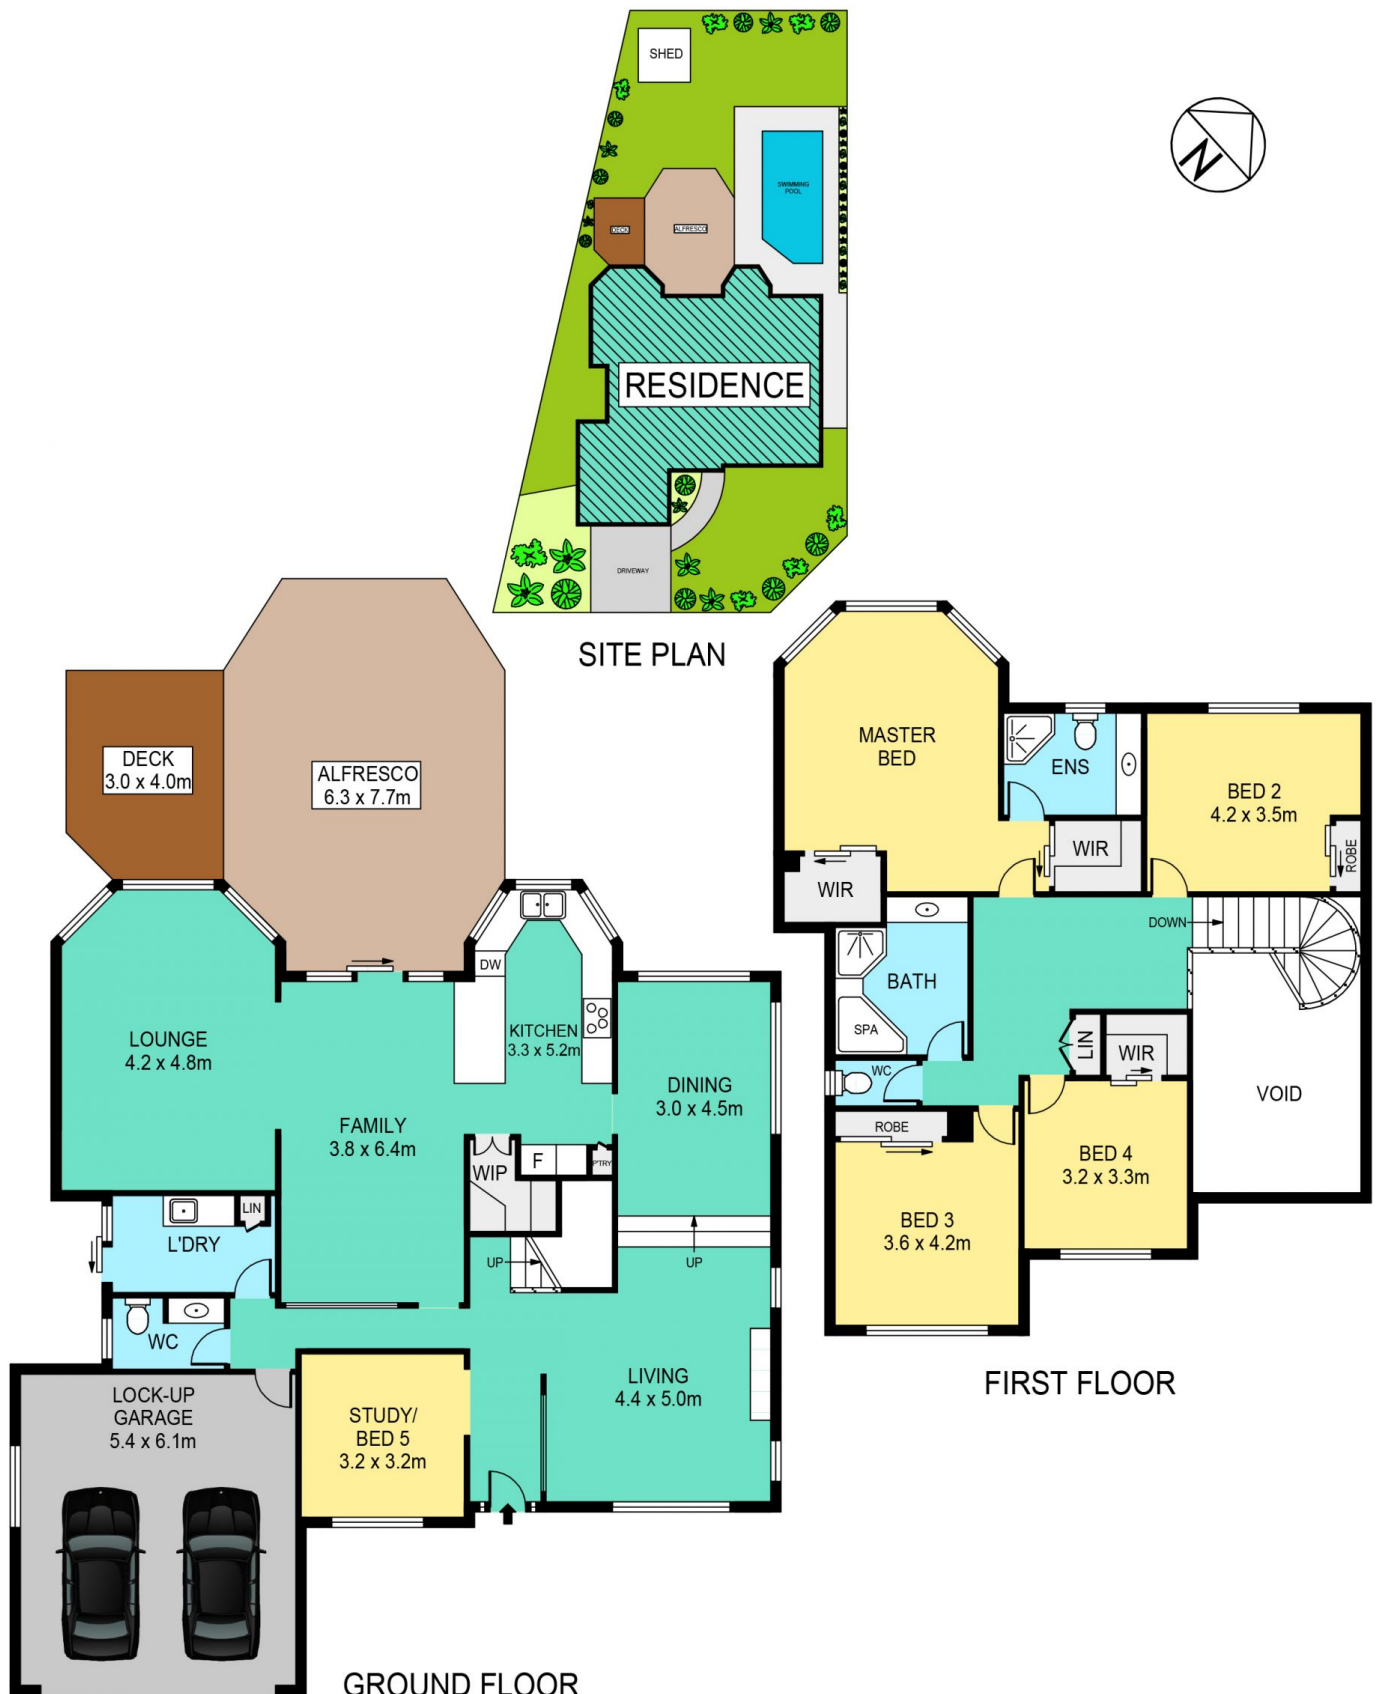 SHED
SWIMMING
POOL
DECK
ALFRESCO
RESIDENCE
DRIVEWAY
SITE PLAN
N
DECK
3.0 x 4.0m
ALFRESCO
6.3 x 7.7m
DW
LOUNGE
4.2 x 4.8m
KITCHEN
3.3 x 5.2m
DINING
3.0 x 4.5m
FAMILY
3.8 x 6.4m
F
P'TRY
WIP
LIN
L'DRY
UP
UP
WC
LIVING
4.4 x 5.0m
LOCK-UP
GARAGE
5.4 x 6.1m
STUDY/
BED 5
3.2 x 3.2m
GROUND FLOOR
MASTER
BED
ENS
BED 2
4.2 x 3.5m
WIR
ROBE
WIR
DOWN
BATH
SPA
LIN
WIR
WC
VOID
ROBE
BED 4
3.2 x 3.3m
BED 3
3.6 x 4.2m
FIRST FLOOR